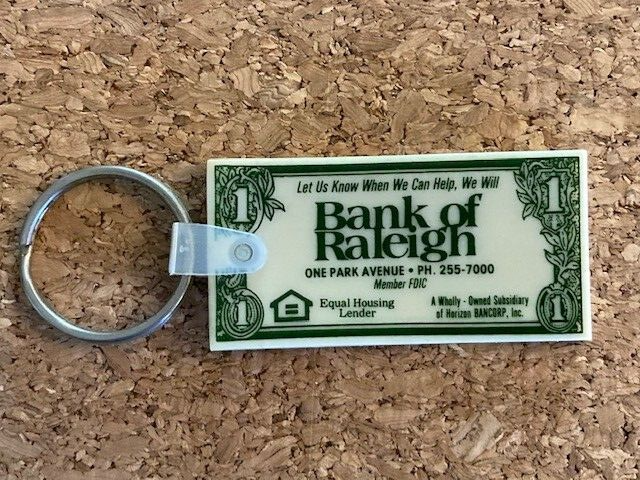 Let Us Know When We Can Help, We Will
1
1
Bank of
Raleigh
ONE PARK AVENUE • PH. 255-7000
Member FDIC
Equal Housing
Lender
A Wholly - Owned Subsidiary
of Horizon BANCORP, Inc.
1
1